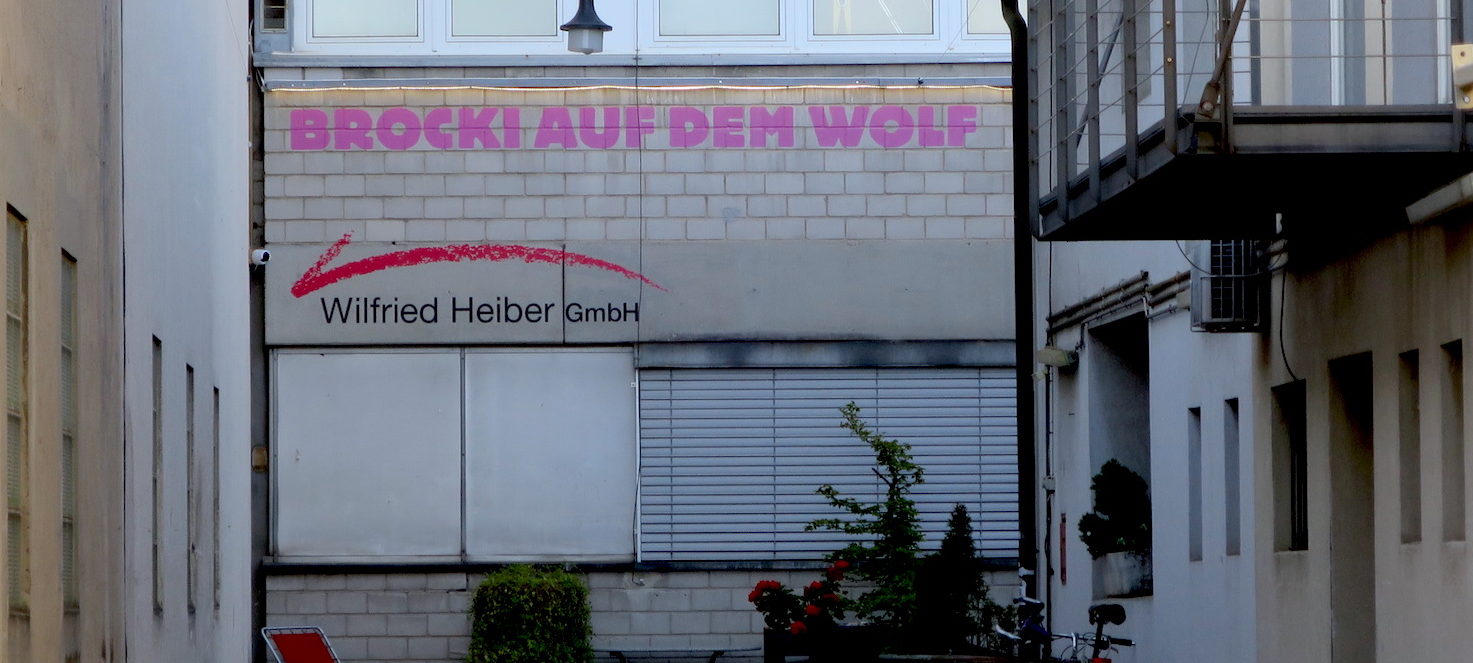 BROCKI AUF DEM WOLF
Wilfried Heiber GmbH